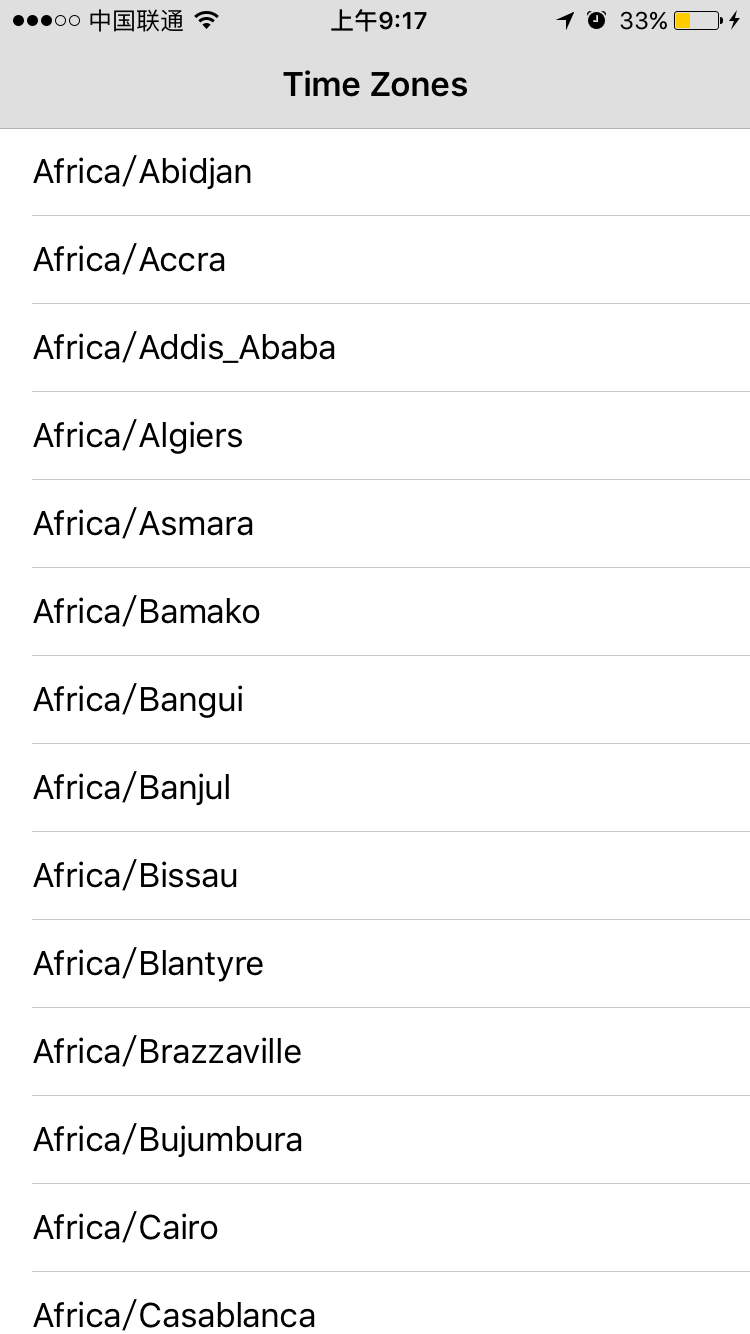 中国联通 上午9:17 33%
Time Zones
Africa/Abidjan
Africa/Accra
Africa/Addis_Ababa
Africa/Algiers
Africa/Asmara
Africa/Bamako
Africa/Bangui
Africa/Banjul
Africa/Bissau
Africa/Blantyre
Africa/Brazzaville
Africa/Bujumbura
Africa/Cairo
Africa/Casablanca